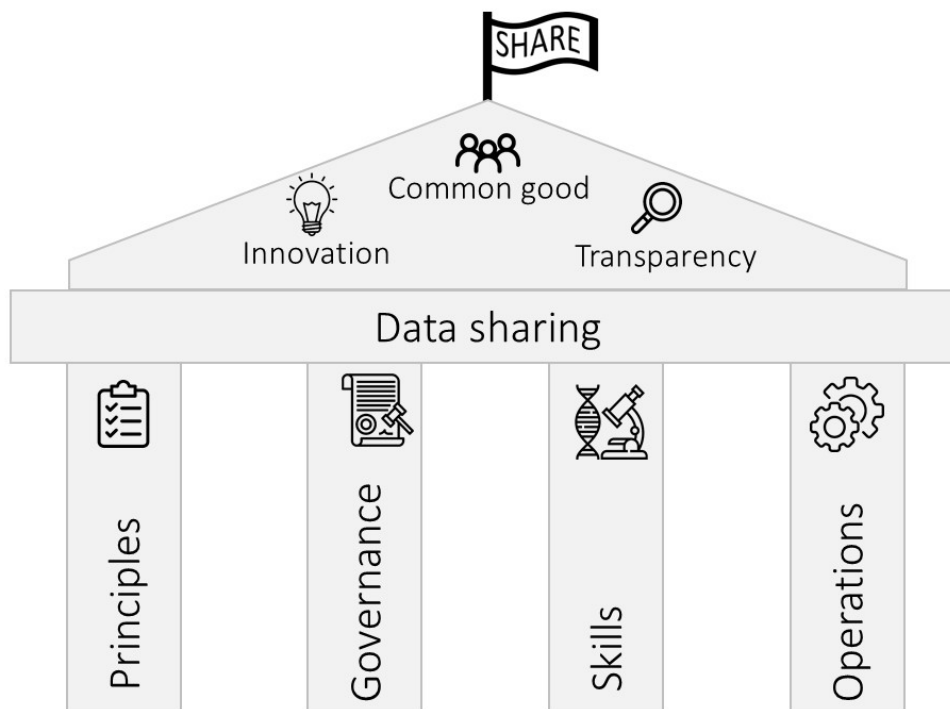 SHARE
Common good
Innovation
Transparency
Data sharing
Principles
Governance
Skills
Operations